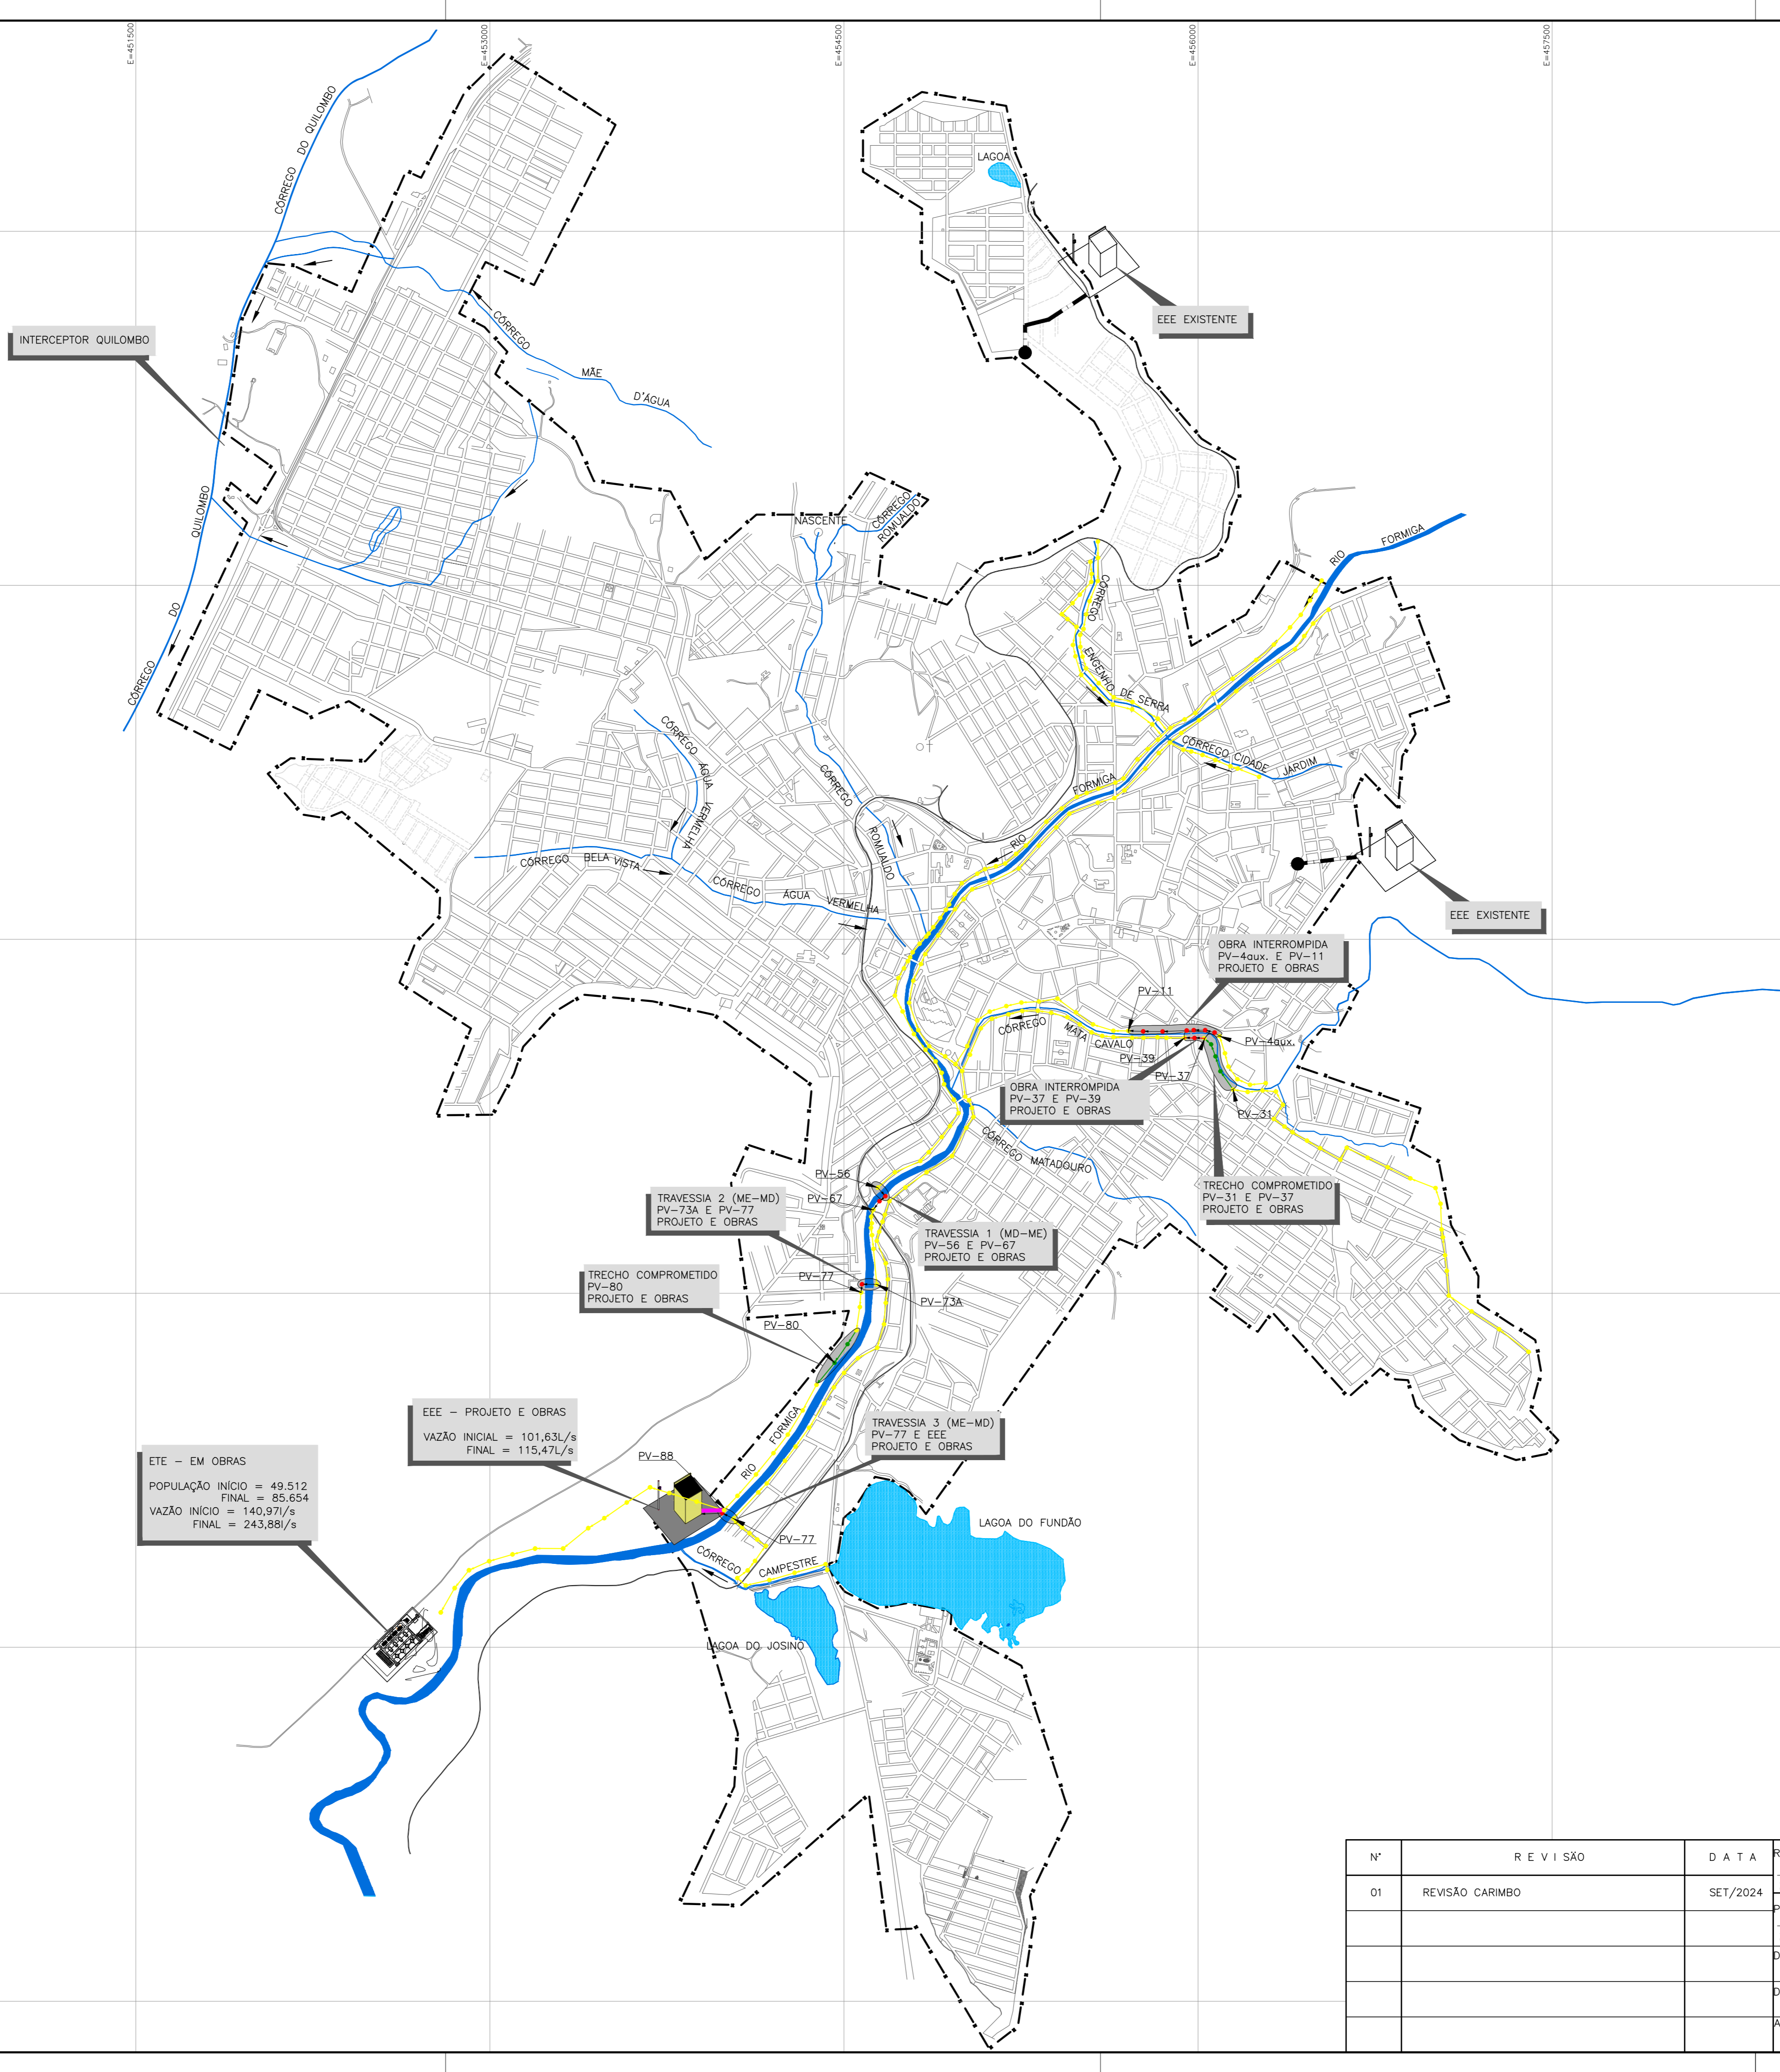 E=451500
E=453000
E=454500
E=456000
E=457500
CÓRREGO DO QUILOMBO
LAGOA
EEE EXISTENTE
INTERCEPTOR QUILOMBO
CÓRREGO
MÃE
D'ÁGUA
QUILOMBO
DO
CÓRREGO
NASCENTE
CÓRREGO
ROMUALDO
RIO FORMIGA
CÓRREGO
ENGENHO DE SERRA
CÓRREGO CIDADE JARDIM
CÓRREGO
ÁGUA
VERMELHA
CÓRREGO
ROMUALDO
FORMIGA
RIO
CÓRREGO BELA VISTA
CÓRREGO ÁGUA VERMELHA
EEE EXISTENTE
OBRA INTERROMPIDA
PV-4aux. E PV-11
PROJETO E OBRAS
PV-11
CÓRREGO MATA CAVALO
PV-4aux.
PV-39
PV-37
OBRA INTERROMPIDA
PV-37 E PV-39
PROJETO E OBRAS
PV-31
CÓRREGO MATADOURO
TRECHO COMPROMETIDO
PV-31 E PV-37
PROJETO E OBRAS
PV-56
PV-67
TRAVESSIA 2 (ME-MD)
PV-73A E PV-77
PROJETO E OBRAS
TRAVESSIA 1 (MD-ME)
PV-56 E PV-67
PROJETO E OBRAS
TRECHO COMPROMETIDO
PV-80
PROJETO E OBRAS
PV-77
PV-73A
PV-80
EEE - PROJETO E OBRAS
VAZÃO INICIAL = 101,63L/s
FINAL = 115,47L/s
TRAVESSIA 3 (ME-MD)
PV-77 E EEE
PROJETO E OBRAS
RIO FORMIGA
PV-88
ETE - EM OBRAS
POPULAÇÃO INÍCIO = 49.512
FINAL = 85.654
VAZÃO INÍCIO = 140,97l/s
FINAL = 243,88l/s
LAGOA DO FUNDÃO
PV-77
CÓRREGO CAMPESTRE
LAGOA DO JOSINO
N° REVISÃO DATA R
01 REVISÃO CARIMBO SET/2024
P
D
D
A